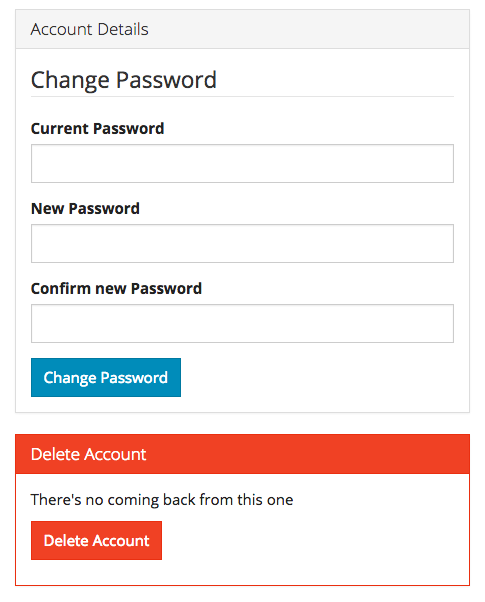 Account Details
Change Password
Current Password
New Password
Confirm new Password
Change Password
Delete Account
There's no coming back from this one
Delete Account